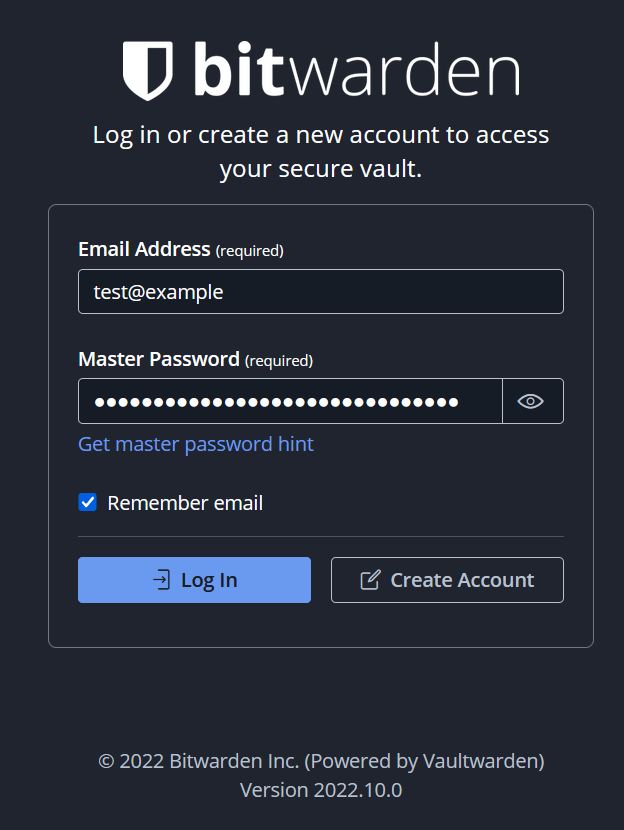 bitwarden
Log in or create a new account to access
your secure vault.
Email Address (required)
test@example
Master Password (required)
●●●●●●●●●●●●●●●●●●●●●●●●●●●●●●●
Get master password hint
Remember email
Log In
Create Account
© 2022 Bitwarden Inc. (Powered by Vaultwarden)
Version 2022.10.0